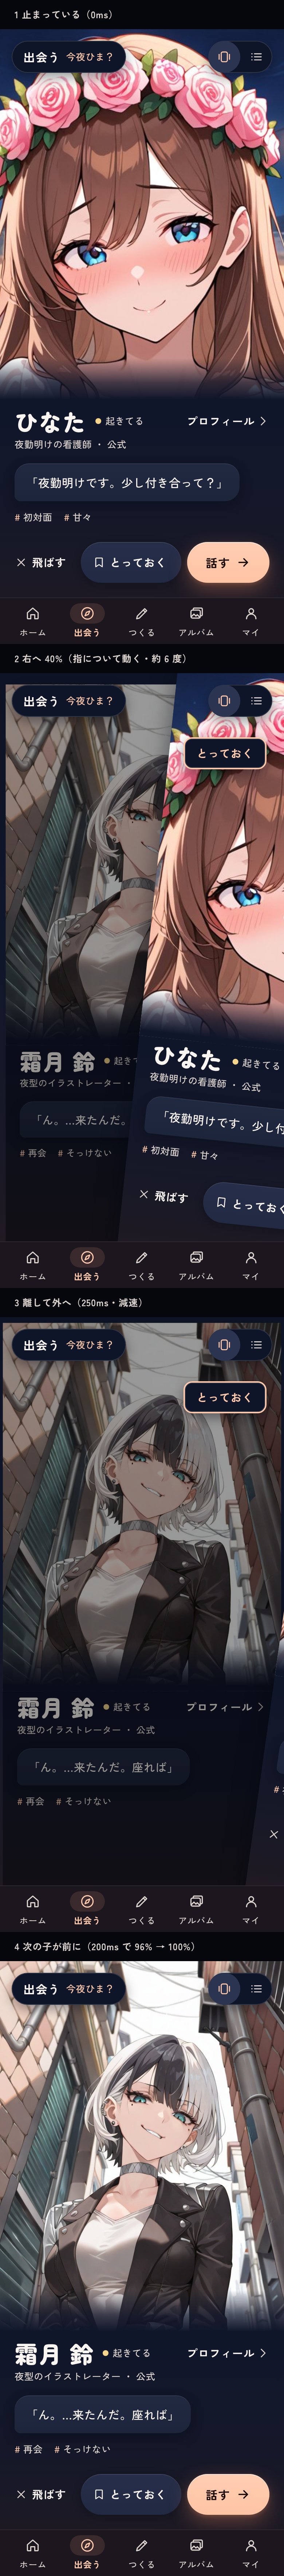 1 止まっている（0ms）
出会う 今夜ひま？
ひなた 起きてる プロフィール
夜勤明けの看護師 ・ 公式
「夜勤明けです。少し付き合って？」
# 初対面 # 甘々
飛ばす とっておく 話す
ホーム 出会う つくる アルバム マイ
2 右へ 40%（指について動く・約 6 度）
出会う 今夜ひま？
とっておく
霜月 鈴 起きて
夜型のイラストレーター ・
「ん。…来たんだ。
# 再会 # そっけない
ひなた 起きてる
夜勤明けの看護師 ・ 公式
「夜勤明けです。少し付
# 初対面 # 甘々
飛ばす とっておく
ホーム 出会う つくる アルバム マイ
3 離して外へ（250ms・減速）
出会う 今夜ひま？
とっておく
霜月 鈴 起きてる プロフィール
夜型のイラストレーター ・ 公式
「ん。…来たんだ。座れば」
# 再会 # そっけない
#
ホーム 出会う つくる アルバム マイ
4 次の子が前に（200ms で 96% → 100%）
出会う 今夜ひま？
霜月 鈴 起きてる プロフィール
夜型のイラストレーター ・ 公式
「ん。…来たんだ。座れば」
# 再会 # そっけない
飛ばす とっておく 話す
ホーム 出会う つくる アルバム マイ